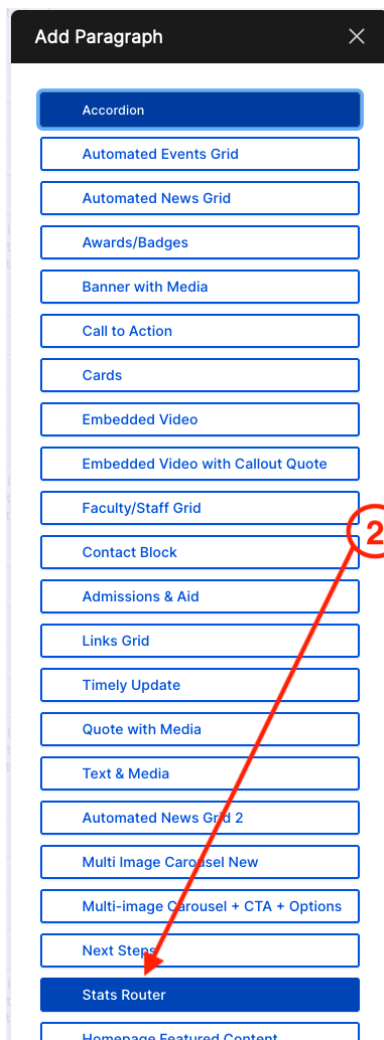 Add Paragraph
Accordion
Automated Events Grid
Automated News Grid
Awards/Badges
Banner with Media
Call to Action
Cards
Embedded Video
Embedded Video with Callout Quote
Faculty/Staff Grid
2
Contact Block
Admissions & Aid
Links Grid
Timely Update
Quote with Media
Text & Media
Automated News Grid 2
Multi Image Carousel New
Multi-image Carousel + CTA + Options
Next Steps
Stats Router
Homepage Featured Content